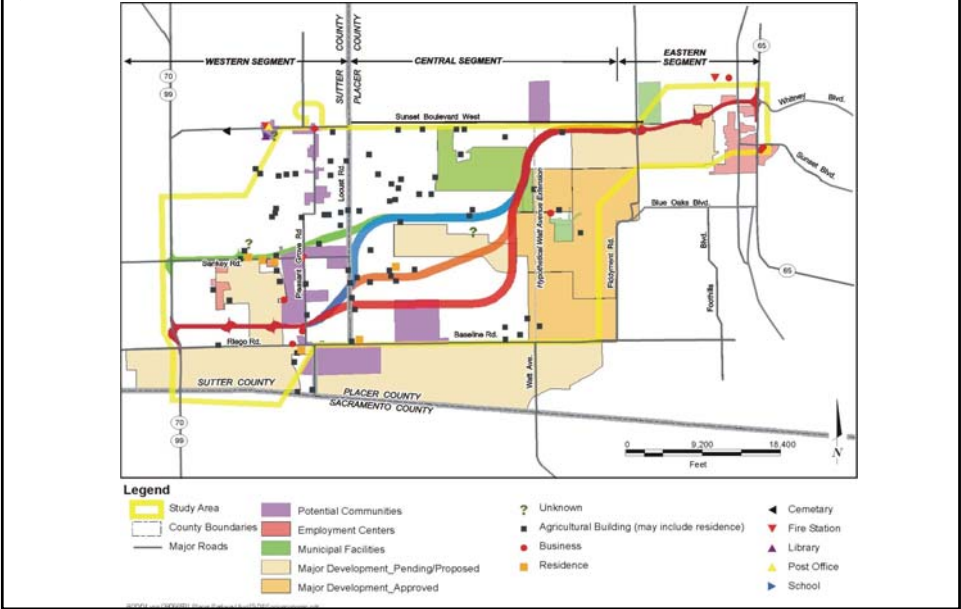 SUTTER COUNTY
PLACER COUNTY
WESTERN SEGMENT
CENTRAL SEGMENT
EASTERN SEGMENT
65
70
99
Whitney Blvd.
Sunset Boulevard West
Sunset Blvd.
Locust Rd.
Hypothetical Watt Avenue Extension
Blue Oaks Blvd.
Pleasant Grove Rd.
Fiddyment Rd.
Foothills Blvd.
65
?
?
?
Sankey Rd.
Riego Rd.
Baseline Rd.
Watt Ave.
SUTTER COUNTY
PLACER COUNTY
SACRAMENTO COUNTY
70
99
0 9,200 18,400
Feet
N
Legend
Study Area
County Boundaries
Major Roads
Potential Communities
Employment Centers
Municipal Facilities
Major Development_Pending/Proposed
Major Development_Approved
? Unknown
Agricultural Building (may include residence)
Business
Residence
Cemetary
Fire Station
Library
Post Office
School